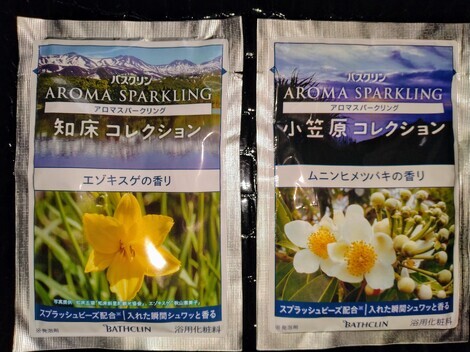 バスクリン
AROMA SPARKLING
アロマスパークリング
知床コレクション
エゾキスゲの香り
スプラッシュビーズ配合※ 入れた瞬間シュワッと香る
BATHCLIN 浴用化粧料
バスクリン
AROMA SPARKLING
アロマスパークリング
小笠原コレクション
ムニンヒメツバキの香り
スプラッシュビーズ配合※ 入れた瞬間シュワッと香る
BATHCLIN 浴用化粧料